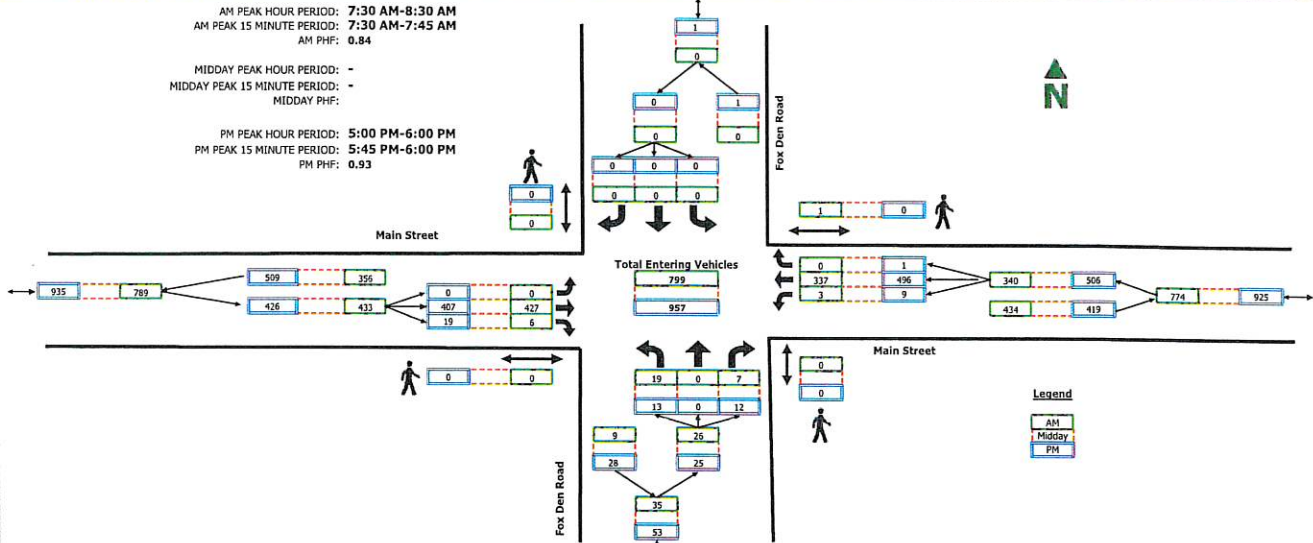 AM PEAK HOUR PERIOD: 7:30 AM-8:30 AM
AM PEAK 15 MINUTE PERIOD: 7:30 AM-7:45 AM
AM PHF: 0.84
MIDDAY PEAK HOUR PERIOD: -
MIDDAY PEAK 15 MINUTE PERIOD: -
MIDDAY PHF:
PM PEAK HOUR PERIOD: 5:00 PM-6:00 PM
PM PEAK 15 MINUTE PERIOD: 5:45 PM-6:00 PM
PM PHF: 0.93
1
0
0 1
0 0
0 0 0
0 0 0
Fox Den Road
N
0
0
1 0
Main Street
Total Entering Vehicles
799
957
935 789
509 356
426 433
0 0
407 427
19 6
0 1
337 496
3 9
340 506
434 419
774 925
Main Street
0 0
19 0 7
13 0 12
9 26
28 25
35
53
Fox Den Road
0
0
Legend
AM
Midday
PM